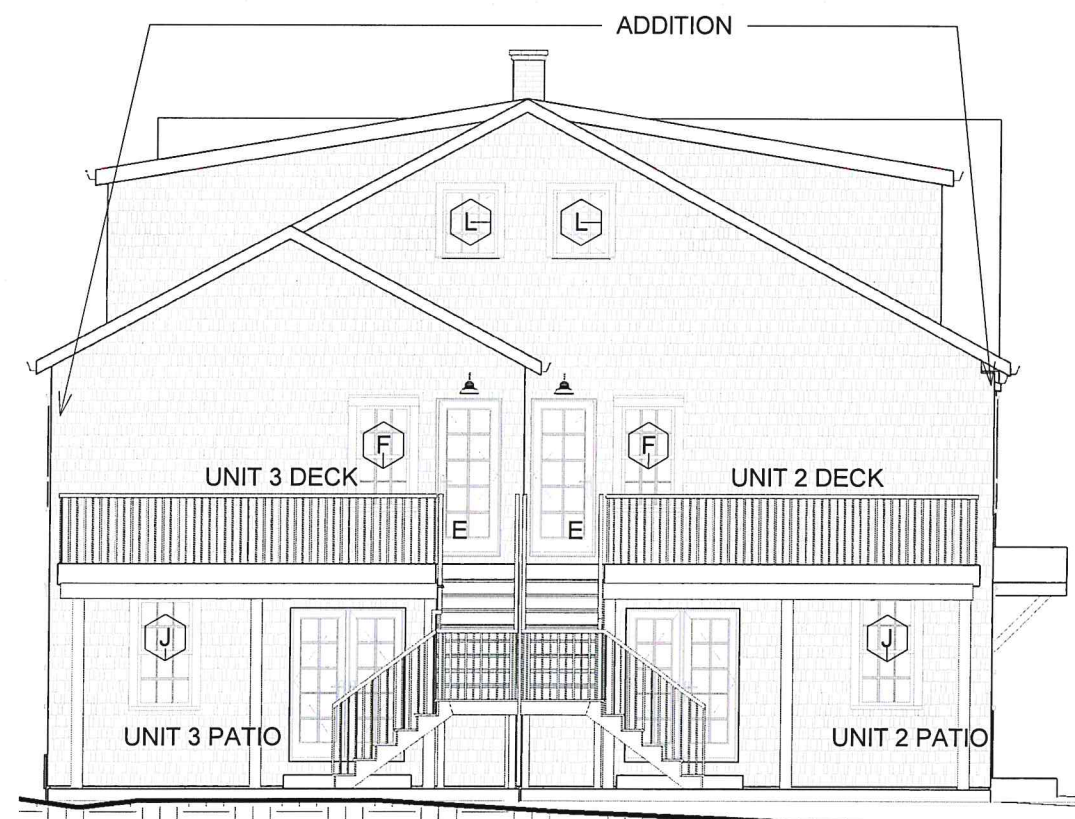 ADDITION
L L
F F
UNIT 3 DECK UNIT 2 DECK
E E
J J
UNIT 3 PATIO UNIT 2 PATIO